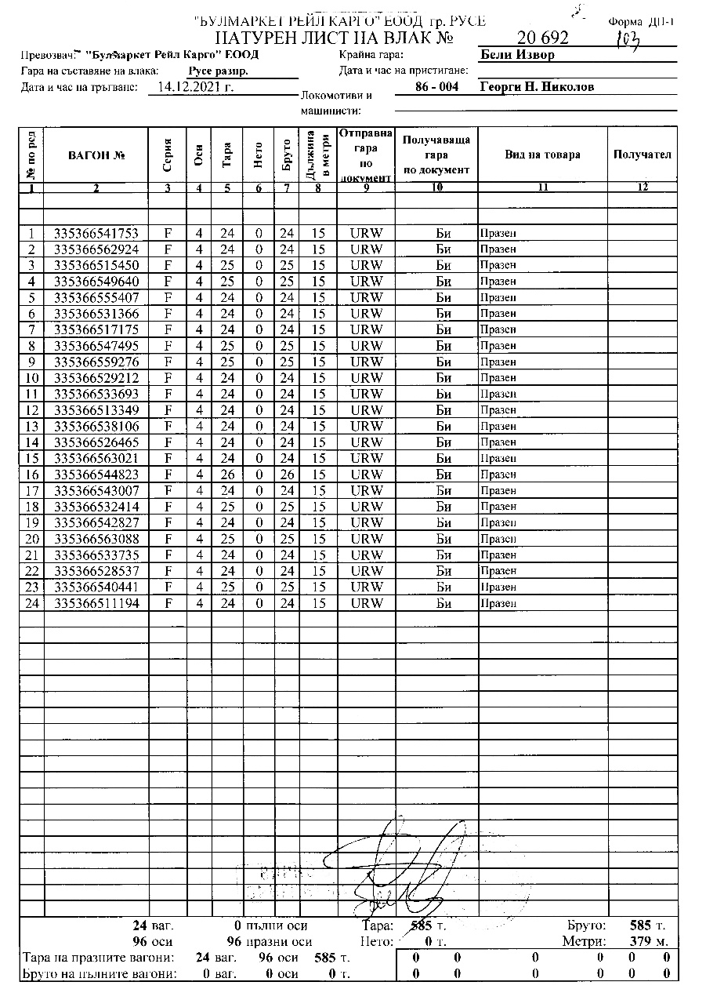 "БУЛМАРКЕТ РЕЙЛ КАРГО" ЕООД гр. РУСЕ
Форма ДП-1
НАТУРЕН ЛИСТ НА ВЛАК № 20 692
103
Превозвач: "Булмаркет Рейл Карго" ЕООД Крайна гара: Бели Извор
Гара на съставяне на влака: Русе разпр. Дата и час на пристигане:
Дата и час на тръгване: 14.12.2021 г. Локомотиви и машинисти: 86 - 004 Георги Н. Николов
№ по ред ВАГОН № Серия Оси Тара Нето Бруто Дължина в метри Отправна гара по документ Получаваща гара по документ Вид на товара Получател
1 2 3 4 5 6 7 8 9 10 11 12
1 335366541753 F 4 24 0 24 15 URW Би Празен
2 335366562924 F 4 24 0 24 15 URW Би Празен
3 335366515450 F 4 25 0 25 15 URW Би Празен
4 335366549640 F 4 25 0 25 15 URW Би Празен
5 335366555407 F 4 24 0 24 15 URW Би Празен
6 335366531366 F 4 24 0 24 15 URW Би Празен
7 335366517175 F 4 24 0 24 15 URW Би Празен
8 335366547495 F 4 25 0 25 15 URW Би Празен
9 335366559276 F 4 25 0 25 15 URW Би Празен
10 335366529212 F 4 24 0 24 15 URW Би Празен
11 335366533693 F 4 24 0 24 15 URW Би Празен
12 335366513349 F 4 24 0 24 15 URW Би Празен
13 335366538106 F 4 24 0 24 15 URW Би Празен
14 335366526465 F 4 24 0 24 15 URW Би Празен
15 335366563021 F 4 24 0 24 15 URW Би Празен
16 335366544823 F 4 26 0 26 15 URW Би Празен
17 335366543007 F 4 24 0 24 15 URW Би Празен
18 335366532414 F 4 25 0 25 15 URW Би Празен
19 335366542827 F 4 24 0 24 15 URW Би Празен
20 335366563088 F 4 25 0 25 15 URW Би Празен
21 335366533735 F 4 24 0 24 15 URW Би Празен
22 335366528537 F 4 24 0 24 15 URW Би Празен
23 335366540441 F 4 25 0 25 15 URW Би Празен
24 335366511194 F 4 24 0 24 15 URW Би Празен
24 ваг. 0 пълни оси Тара: 585 т. Бруто: 585 т.
96 оси 96 празни оси Нето: 0 т. Метри: 379 м.
Тара на празните вагони: 24 ваг. 96 оси 585 т. 0 0 0 0 0 0
Бруто на пълните вагони: 0 ваг. 0 оси 0 т. 0 0 0 0 0 0